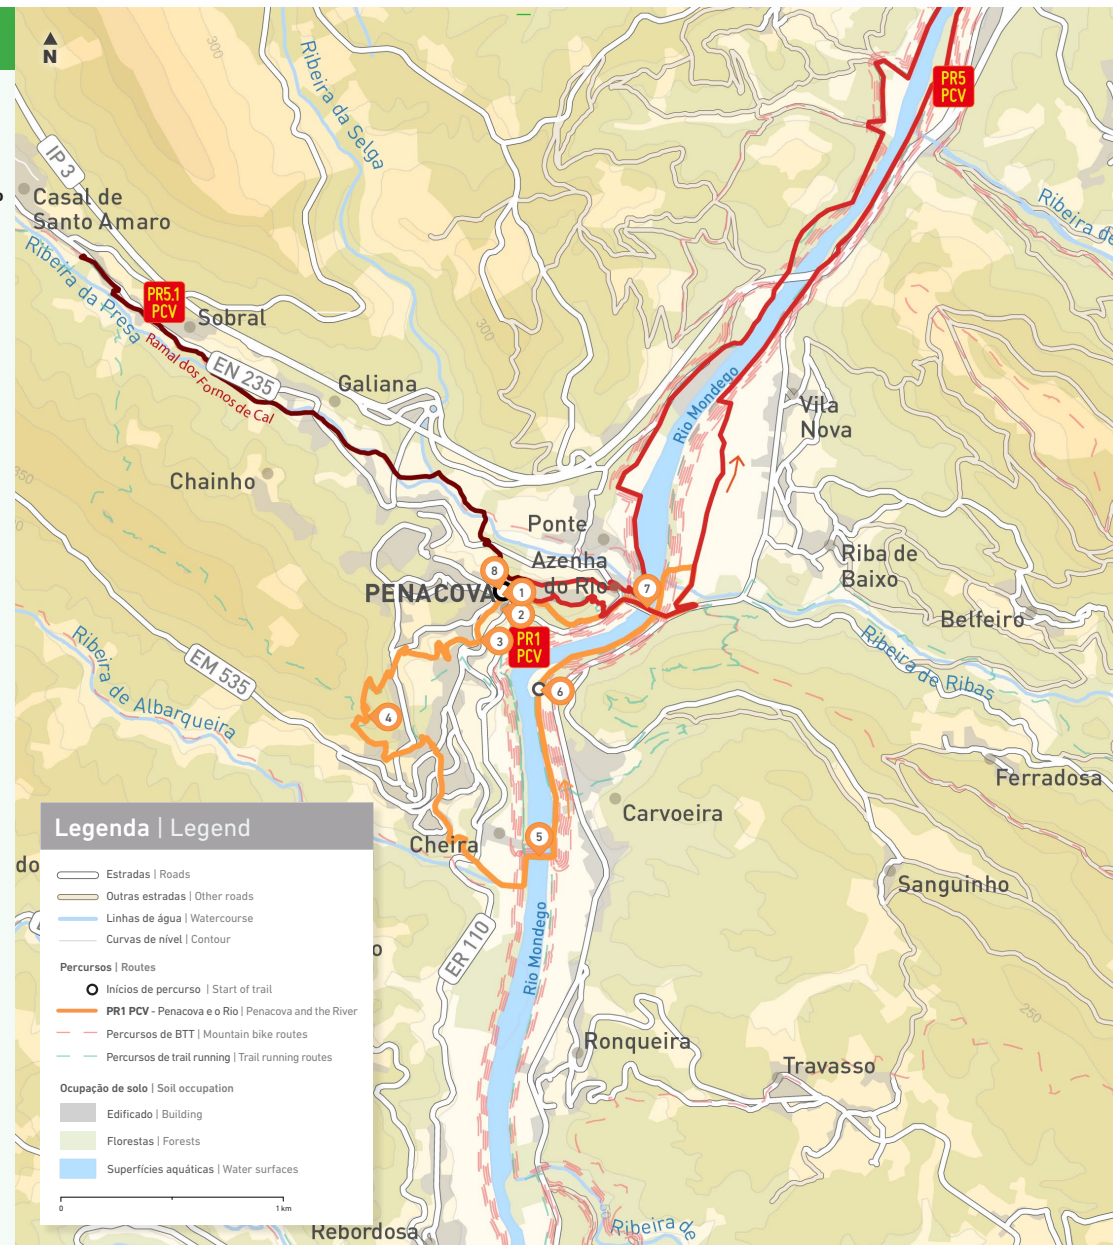 N
300
Ribeira da Selga
PR5
PCV
IP 3
Casal de
Santo Amaro
Ribeira de
Ribeira da Presa
PR5.1
PCV
Sobral
300
Ramal dos Fornos de Cal
EN 235
Galiana
Rio Mondego
Vila
Nova
350
Chainho
Ponte
Azenha
do Rio
Riba de
Baixo
8
PENACOVA
1
7
2
Belfeiro
3
PR1
PCV
Ribeira de Ribas
Ribeira de Albarqueira
EM 535
C
6
4
Ferradosa
Carvoeira
5
Cheira
do
Sanguinho
ER 110
Rio Mondego
o
250
Ronqueira
Travasso
50
Rebordosa
Ribeira de
Legenda | Legend
Estradas | Roads
Outras estradas | Other roads
Linhas de água | Watercourse
Curvas de nível | Contour
Percursos | Routes
Inícios de percurso | Start of trail
PR1 PCV - Penacova e o Rio | Penacova and the River
Percursos de BTT | Mountain bike routes
Percursos de trail running | Trail running routes
Ocupação de solo | Soil occupation
Edificado | Building
Florestas | Forests
Superfícies aquáticas | Water surfaces
0 1 km